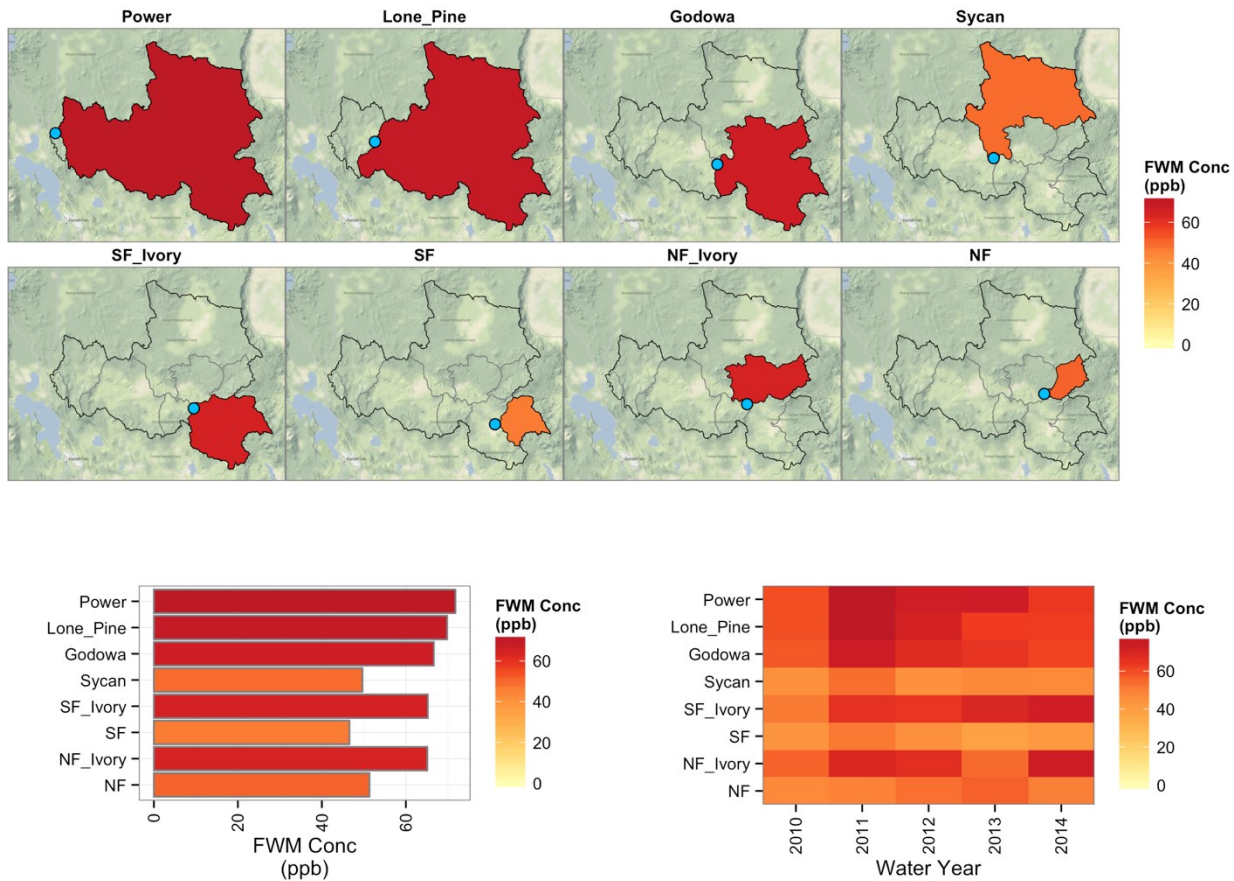 Power
Lone_Pine
Godowa
Sycan
FWM Conc
(ppb)
60
40
20
0
SF_Ivory
SF
NF_Ivory
NF
Power
Lone_Pine
Godowa
Sycan
SF_Ivory
SF
NF_Ivory
NF
0
20
40
60
FWM Conc
(ppb)
FWM Conc
(ppb)
60
40
20
0
Power
Lone_Pine
Godowa
Sycan
SF_Ivory
SF
NF_Ivory
NF
2010
2011
2012
2013
2014
Water Year
FWM Conc
(ppb)
60
40
20
0